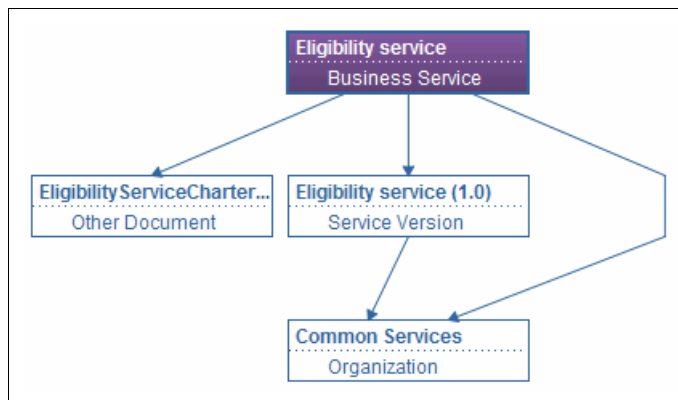 Eligibility service
Business Service
EligibilityServiceCharter...
Other Document
Eligibility service (1.0)
Service Version
Common Services
Organization